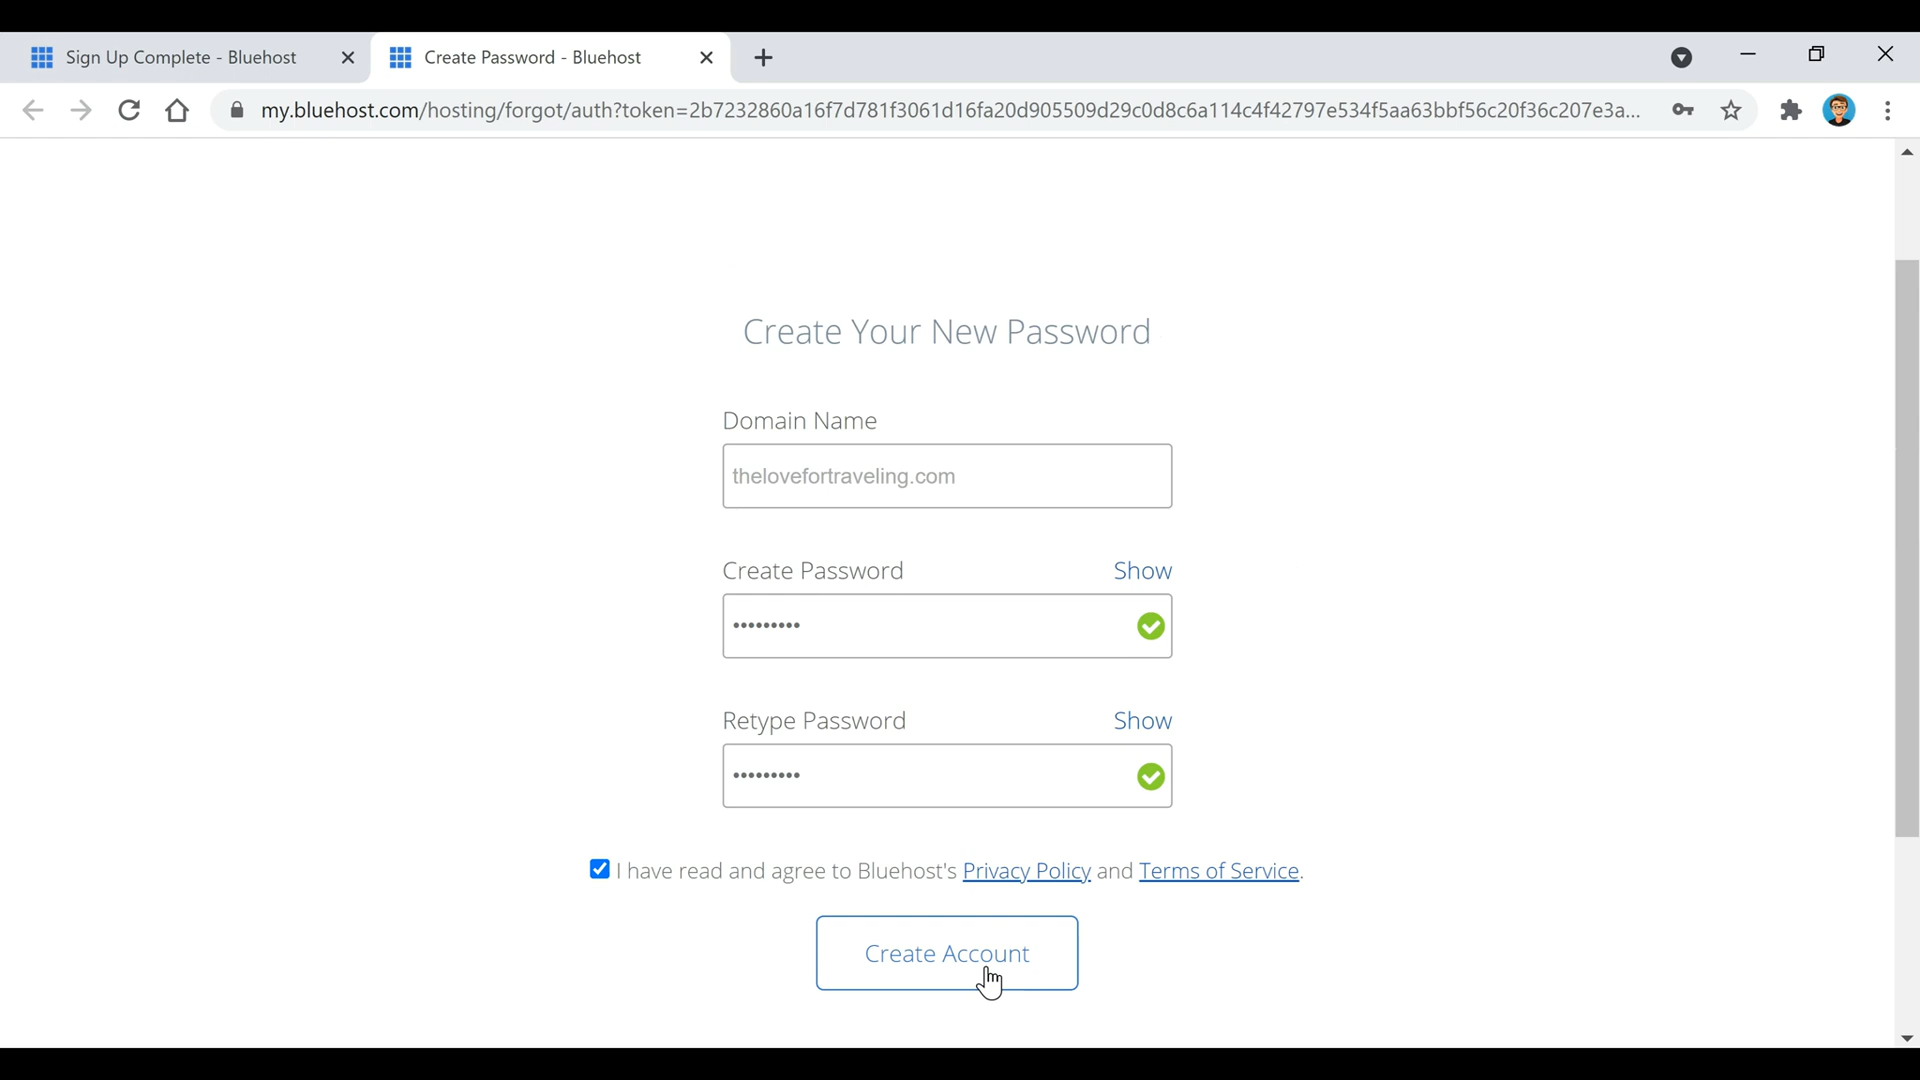 Sign Up Complete - Bluehost
Create Password - Bluehost
my.bluehost.com/hosting/forgot/auth?token=2b7232860a16f7d781f3061d16fa20d905509d29c0d8c6a114c4f42797e534f5aa63bbf56c20f36c207e3a...
Create Your New Password
Domain Name
thelovefortraveling.com
Create Password Show
•••••••••
Retype Password Show
•••••••••
I have read and agree to Bluehost's Privacy Policy and Terms of Service.
Create Account